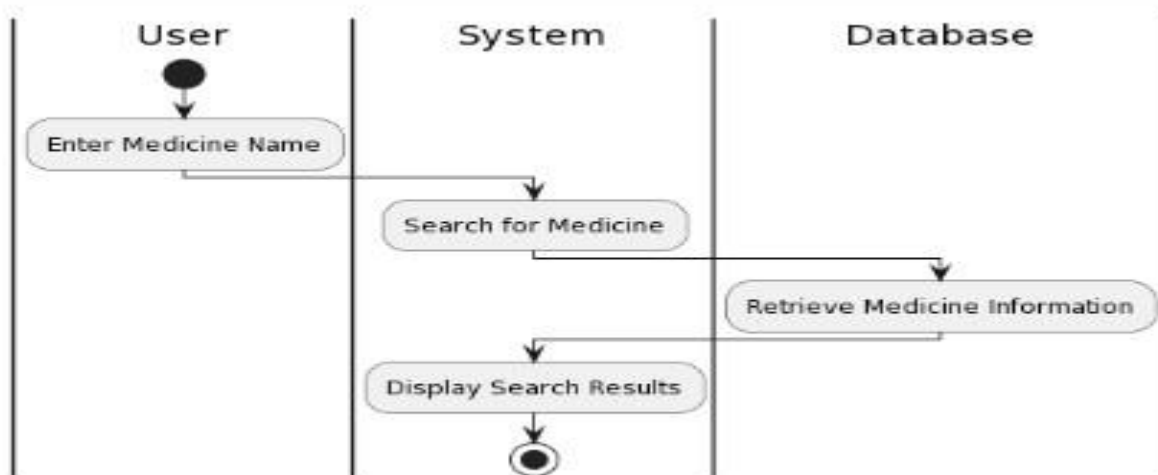 User
System
Database
Enter Medicine Name
Search for Medicine
Retrieve Medicine Information
Display Search Results